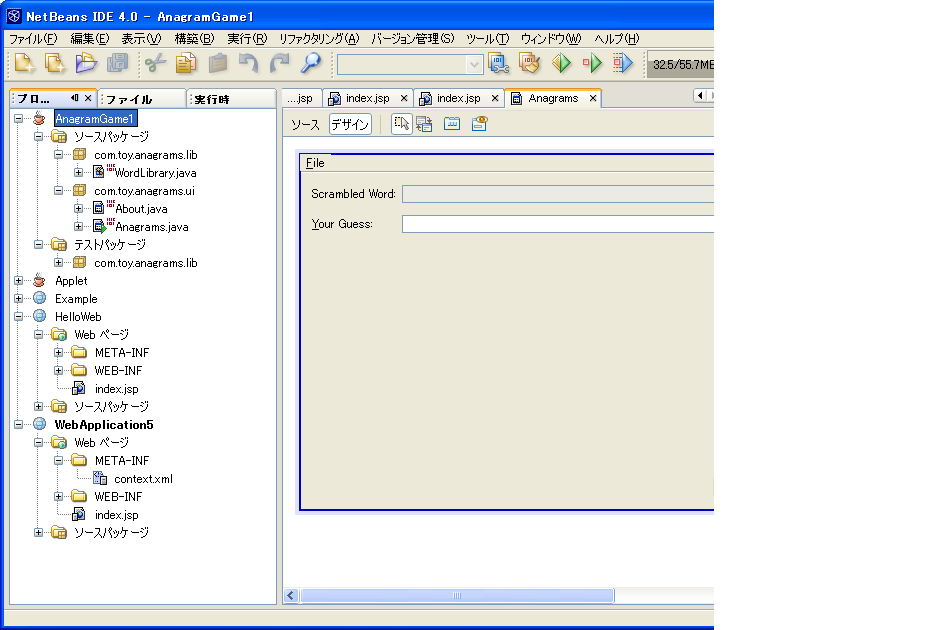 NetBeans IDE 4.0 - AnagramGame1
ファイル(F) 編集(E) 表示(V) 構築(B) 実行(R) リファクタリング(A) バージョン管理(S) ツール(T) ウィンドウ(W) ヘルプ(H)
32.5/55.7ME
プロ... ファイル 実行時
...jsp index.jsp index.jsp Anagrams
ソース デザイン
AnagramGame1
ソースパッケージ
com.toy.anagrams.lib
WordLibrary.java
com.toy.anagrams.ui
About.java
Anagrams.java
テストパッケージ
com.toy.anagrams.lib
Applet
Example
HelloWeb
Web ページ
META-INF
WEB-INF
index.jsp
ソースパッケージ
WebApplication5
Web ページ
META-INF
context.xml
WEB-INF
index.jsp
ソースパッケージ
File
Scrambled Word:
Your Guess: